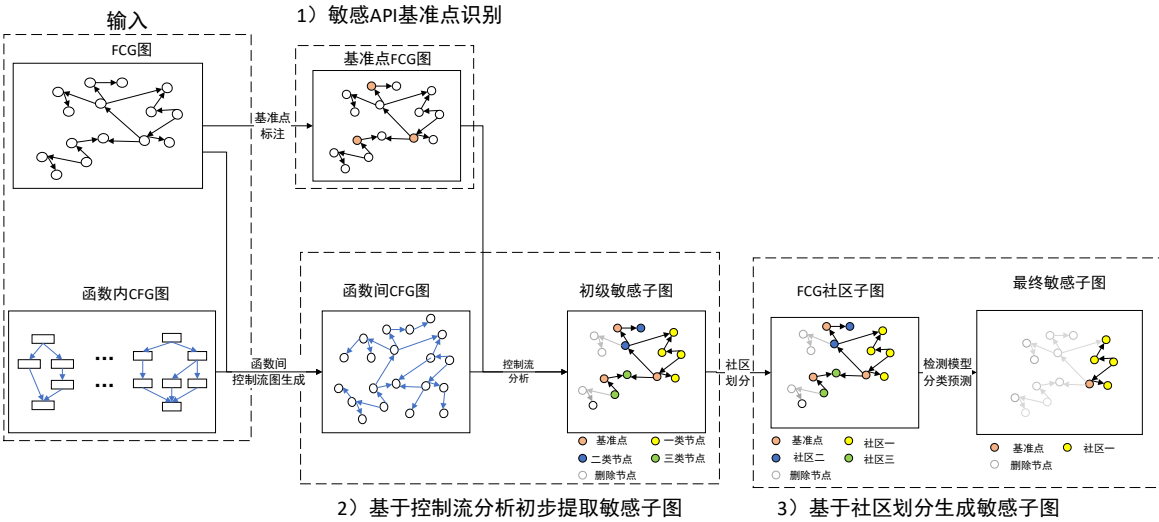 输入
1）敏感API基准点识别
FCG图
基准点FCG图
基准点
标注
函数内CFG图
...
...
函数间
控制流图生成
函数间CFG图
控制流
分析
初级敏感子图
基准点
一类节点
二类节点
三类节点
删除节点
社区
划分
FCG社区子图
基准点
社区一
社区二
社区三
删除节点
检测模型
分类预测
最终敏感子图
基准点
社区一
删除节点
2）基于控制流分析初步提取敏感子图
3）基于社区划分生成敏感子图